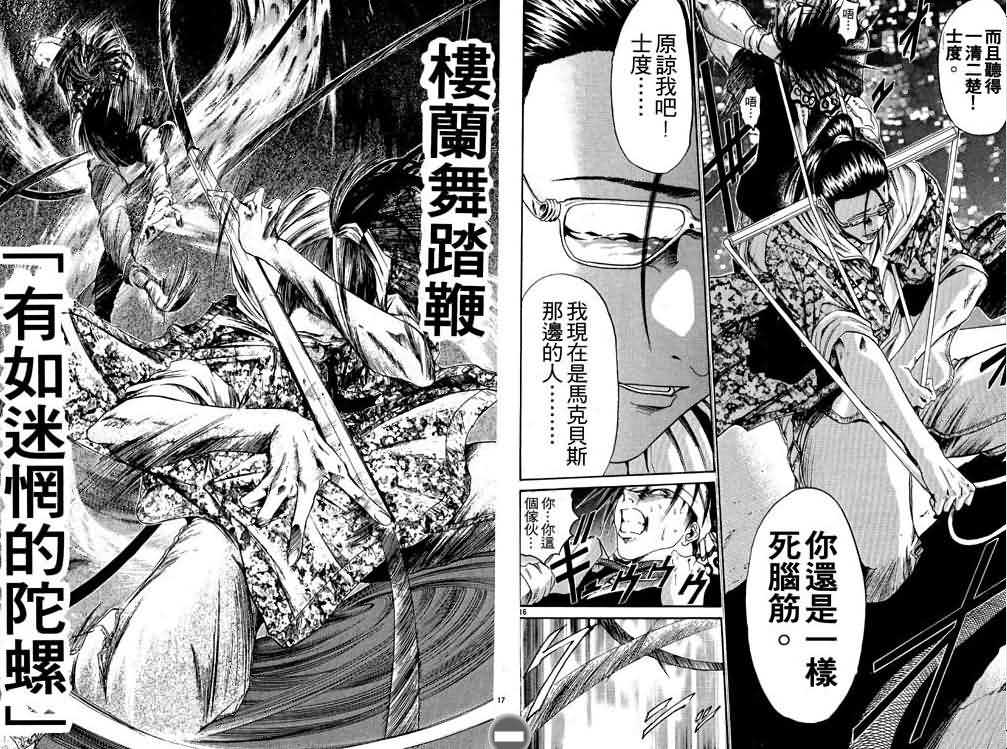 而且聽得
一清二楚！
士度。
唔…
唔…
你還是一樣
死腦筋。
原諒我吧！
士度……
我現在是馬克貝斯
那邊的人………
你…你這
個傢伙…
16
樓蘭舞踏鞭
「有如迷惘的陀螺」
17